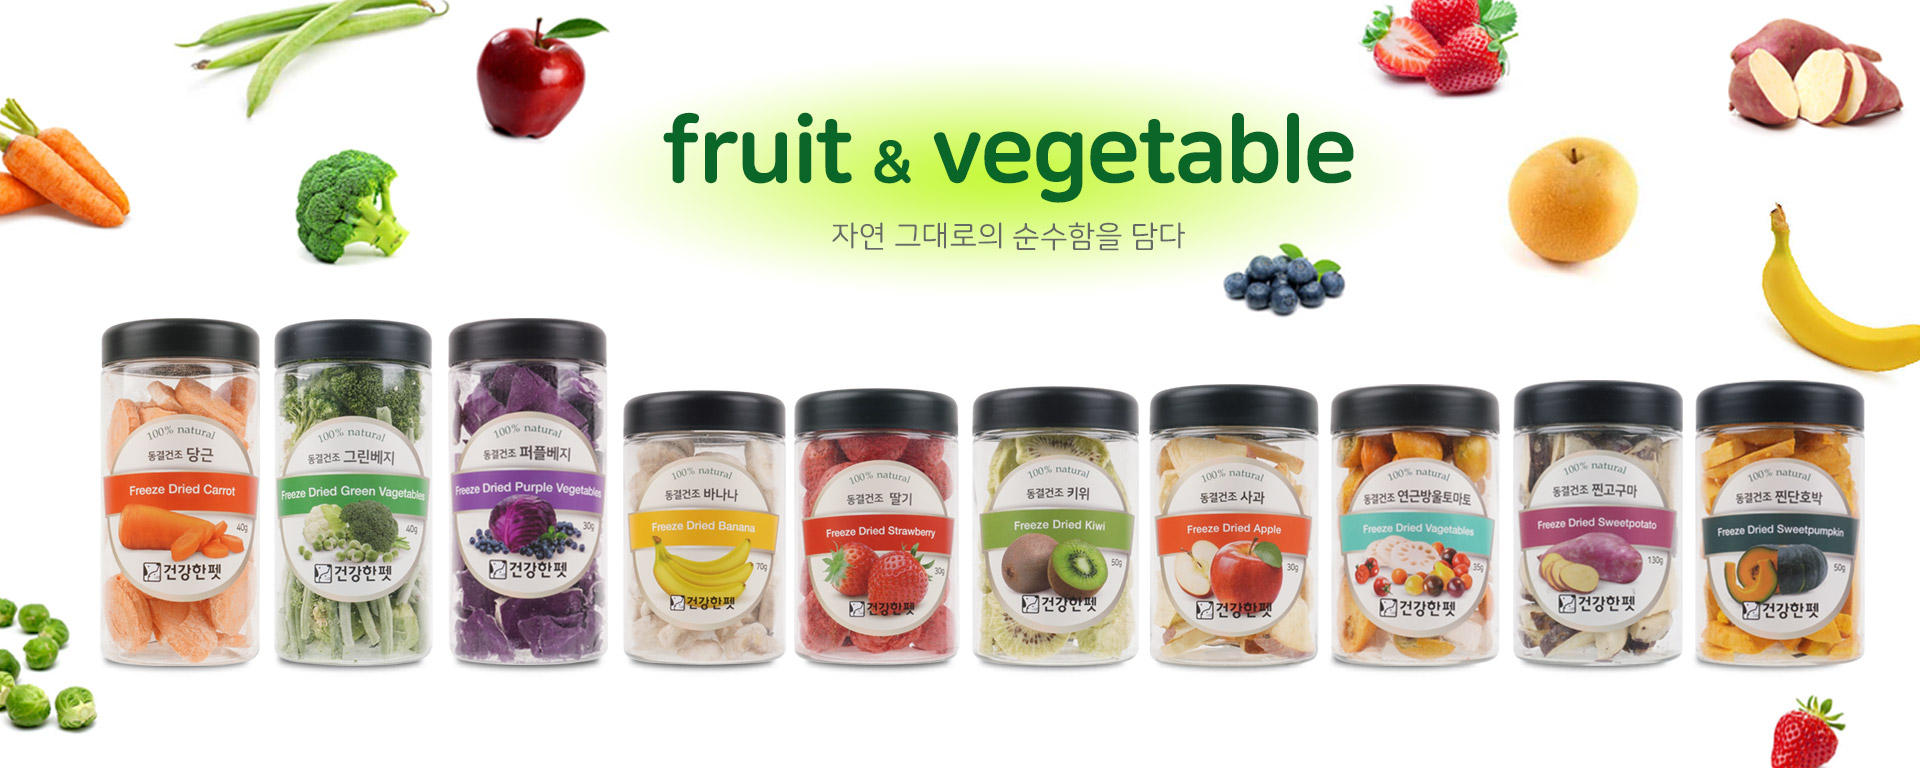 fruit & vegetable
자연 그대로의 순수함을 담다
100% natural
동결건조 당근
Freeze Dried Carrot
40g
100% natural
동결건조 그린베지
Freeze Dried Green Vagetables
40g
건강한펫
100% natural
동결건조 퍼플베지
Freeze Dried Purple Vegetables
30g
건강한펫
100% natural
동결건조 바나나
Freeze Dried Banana
70g
건강한펫
100% natural
동결건조 딸기
Freeze Dried Strawberry
30g
건강한펫
100% natural
동결건조 키위
Freeze Dried Kiwi
50g
건강한펫
100% natural
동결건조 사과
Freeze Dried Apple
30g
건강한펫
100% natural
동결건조 연근방울토마토
Freeze Dried Vagetables
35g
건강한펫
100% natural
동결건조 찐고구마
Freeze Dried Sweetpotato
130g
건강한펫
100% natural
동결건조 찐단호박
Freeze Dried Sweetpumpkin
50g
건강한펫
건강한펫